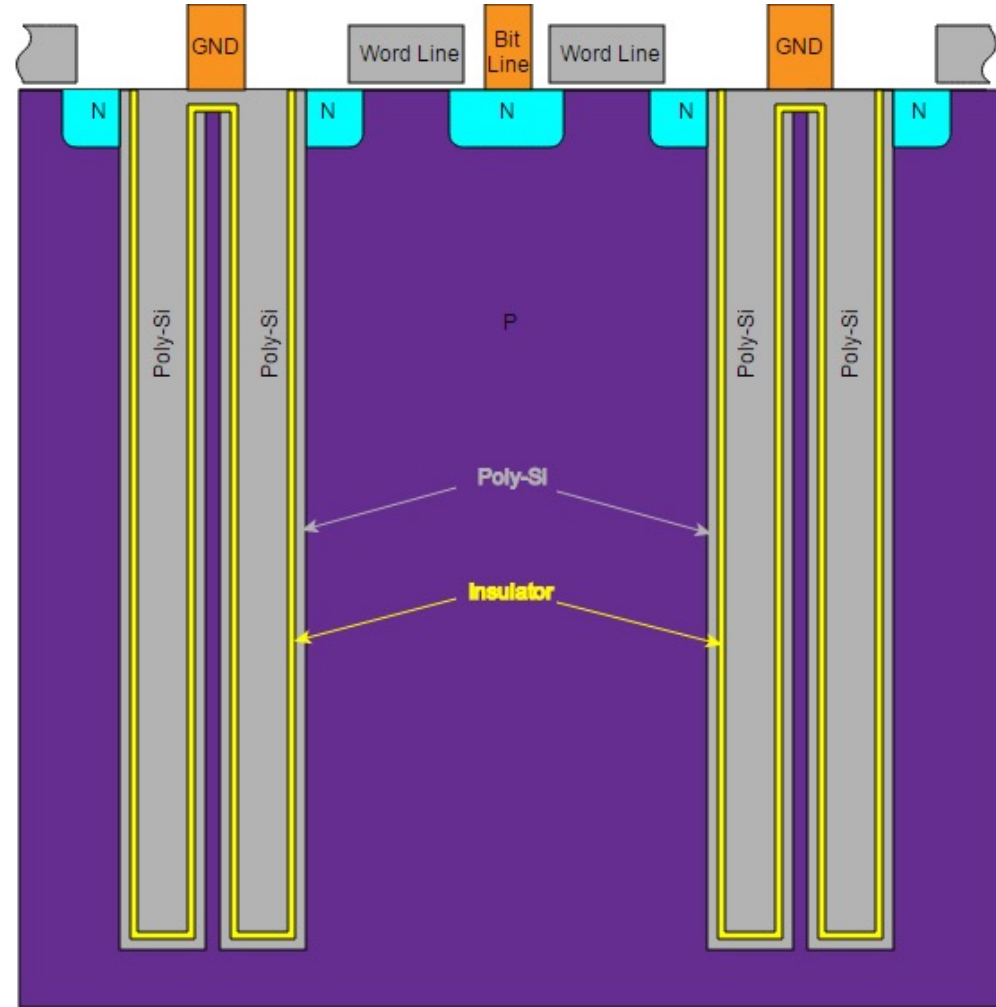 GND
Word Line
Bit
Line
Word Line
GND
N
N
N
N
N
Poly-Si
Poly-Si
Poly-Si
Poly-Si
P
Poly-Si
Insulator